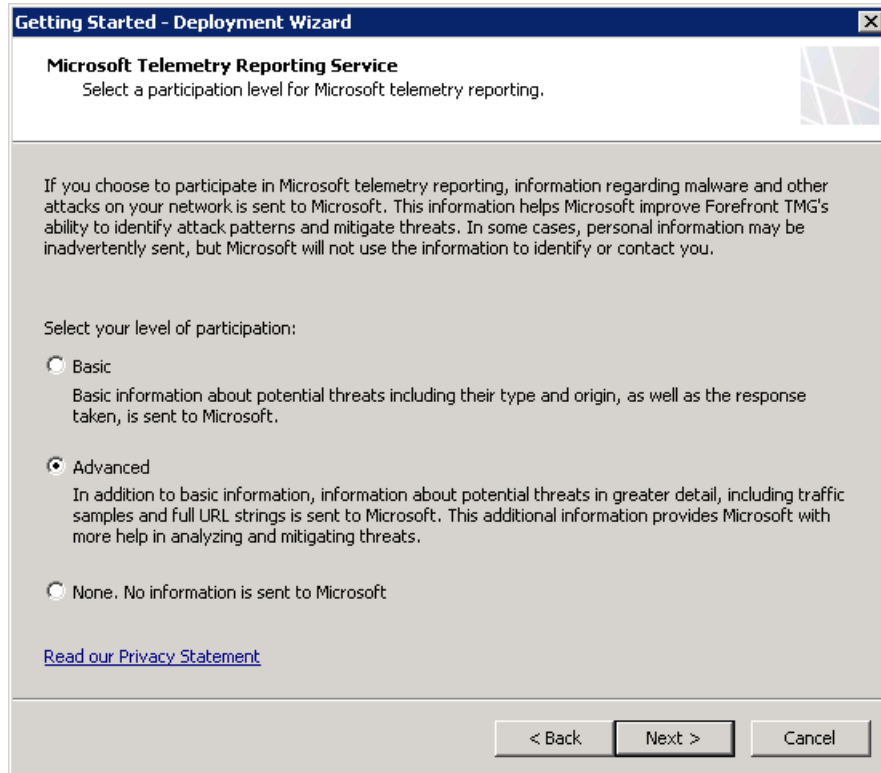 Getting Started - Deployment Wizard
Microsoft Telemetry Reporting Service
Select a participation level for Microsoft telemetry reporting.
If you choose to participate in Microsoft telemetry reporting, information regarding malware and other
attacks on your network is sent to Microsoft. This information helps Microsoft improve Forefront TMG's
ability to identify attack patterns and mitigate threats. In some cases, personal information may be
inadvertently sent, but Microsoft will not use the information to identify or contact you.
Select your level of participation:
Basic
Basic information about potential threats including their type and origin, as well as the response
taken, is sent to Microsoft.
Advanced
In addition to basic information, information about potential threats in greater detail, including traffic
samples and full URL strings is sent to Microsoft. This additional information provides Microsoft with
more help in analyzing and mitigating threats.
None. No information is sent to Microsoft
Read our Privacy Statement
< Back Next > Cancel